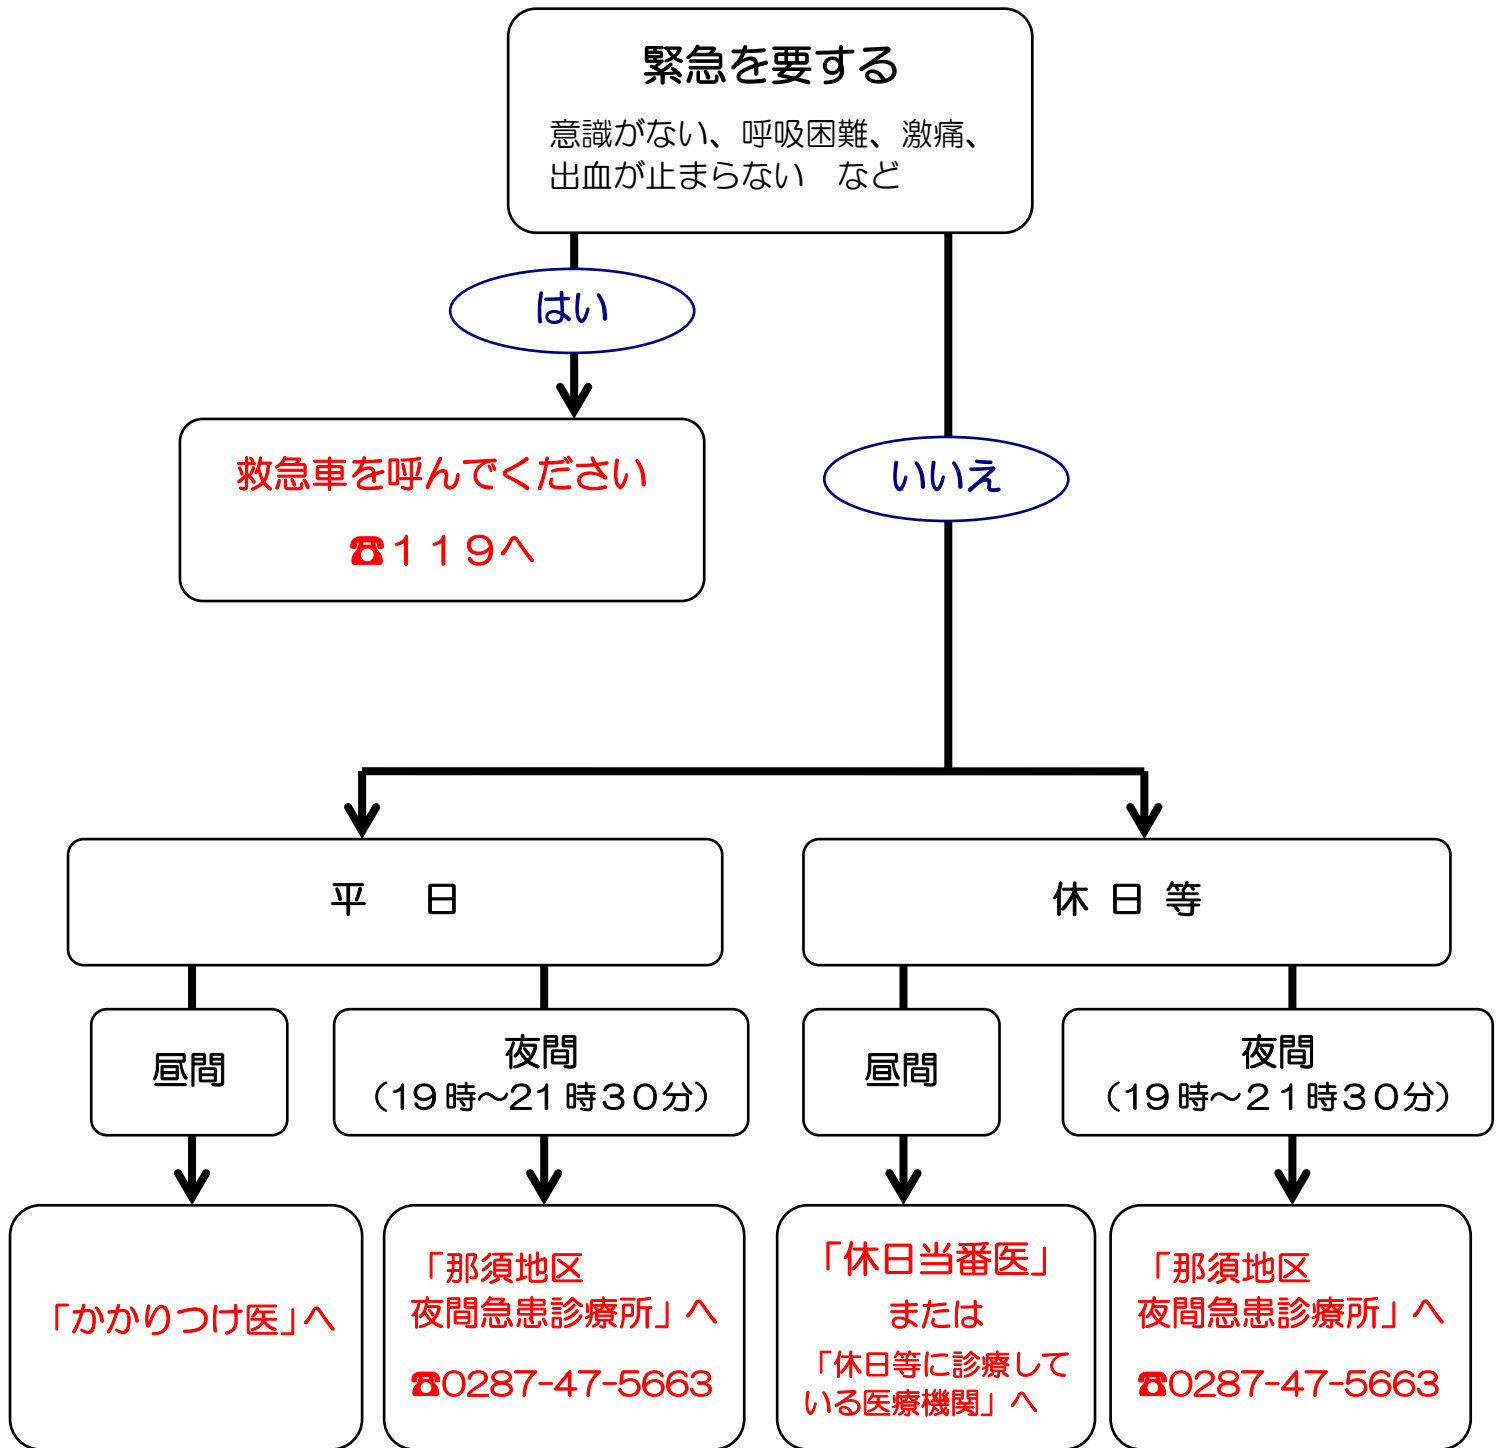 緊急を要する
意識がない、呼吸困難、激痛、
出血が止まらない　など
はい
救急車を呼んでください
☎１１９へ
いいえ
平　日
休 日 等
昼間
夜間
（19 時～21 時３０分）
昼間
夜間
（19 時～２１時３０分）
「かかりつけ医」へ
「那須地区
夜間急患診療所」へ
☎0287-47-5663
「休日当番医」
または
「休日等に診療して
いる医療機関」へ
「那須地区
夜間急患診療所」へ
☎0287-47-5663